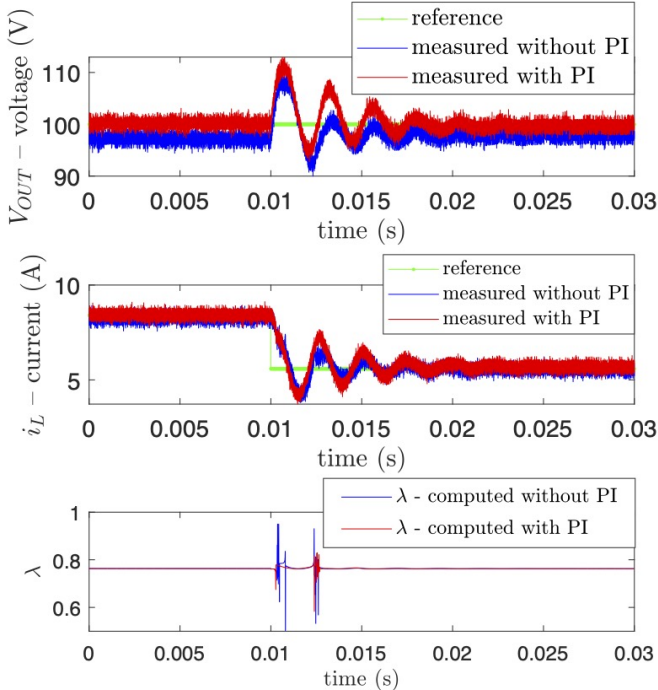 reference
measured without PI
measured with PI
V_OUT – voltage (V)
110
100
90
0
0.005
0.01
0.015
0.02
0.025
0.03
time (s)
reference
measured without PI
measured with PI
i_L – current (A)
10
5
0
0.005
0.01
0.015
0.02
0.025
0.03
time (s)
λ - computed without PI
λ - computed with PI
λ
1
0.8
0.6
0
0.005
0.01
0.015
0.02
0.025
0.03
time (s)